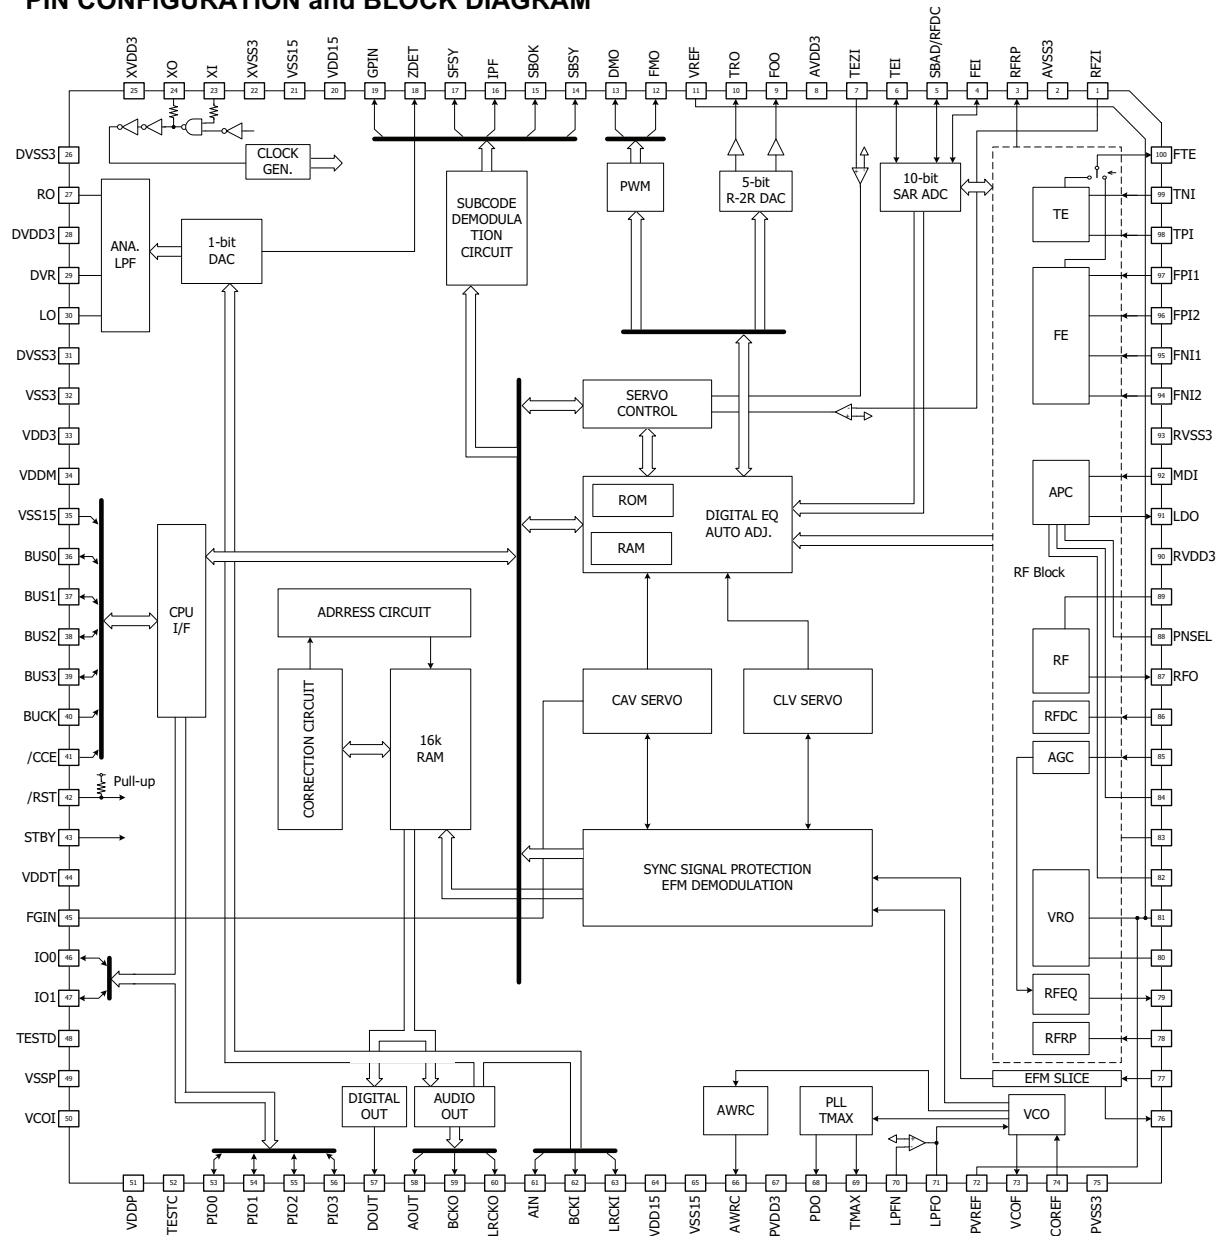 PIN CONFIGURATION and BLOCK DIAGRAM
XVDD3 XO XI XVSS3 VSS15 VDD15 GPIN ZDET SFSY IPF SBOK SBSY DMO FMO VREF TRO FOO AVDD3 TEZI TEI SBAD/RFDC FEI RFRP AVSS3 RFZI
25 24 23 22 21 20 19 18 17 16 15 14 13 12 11 10 9 8 7 6 5 4 3 2 1
DVSS3 26
RO 27
DVDD3 28
DVR 29
LO 30
DVSS3 31
VSS3 32
VDD3 33
VDDM 34
VSS15 35
BUS0 36
BUS1 37
BUS2 38
BUS3 39
BUCK 40
/CCE 41
Pull-up
/RST 42
STBY 43
VDDT 44
FGIN 45
IO0 46
IO1 47
TESTD 48
VSSP 49
VCOI 50
CLOCK
GEN.
ANA.
LPF
1-bit
DAC
SUBCODE
DEMODULA
TION
CIRCUIT
PWM
5-bit
R-2R DAC
10-bit
SAR ADC
SERVO
CONTROL
ROM
RAM
DIGITAL EQ
AUTO ADJ.
CPU
I/F
ADRRESS CIRCUIT
CORRECTION CIRCUIT
16k
RAM
CAV SERVO
CLV SERVO
SYNC SIGNAL PROTECTION
EFM DEMODULATION
DIGITAL
OUT
AUDIO
OUT
AWRC
PLL
TMAX
VCO
EFM SLICE
TE
FE
APC
RF Block
RF
RFDC
AGC
VRO
RFEQ
RFRP
100 FTE
99 TNI
98 TPI
97 FPI1
96 FPI2
95 FNI1
94 FNI2
93 RVSS3
92 MDI
91 LDO
90 RVDD3
89
88 PNSEL
87 RFO
86
85
84
83
82
81
80
79
78
77
76
51 52 53 54 55 56 57 58 59 60 61 62 63 64 65 66 67 68 69 70 71 72 73 74 75
VDDP TESTC PIO0 PIO1 PIO2 PIO3 DOUT AOUT BCKO LRCKO AIN BCKI LRCKI VDD15 VSS15 AWRC PVDD3 PDO TMAX LPFN LPFO PVREF VCOF COREF PVSS3